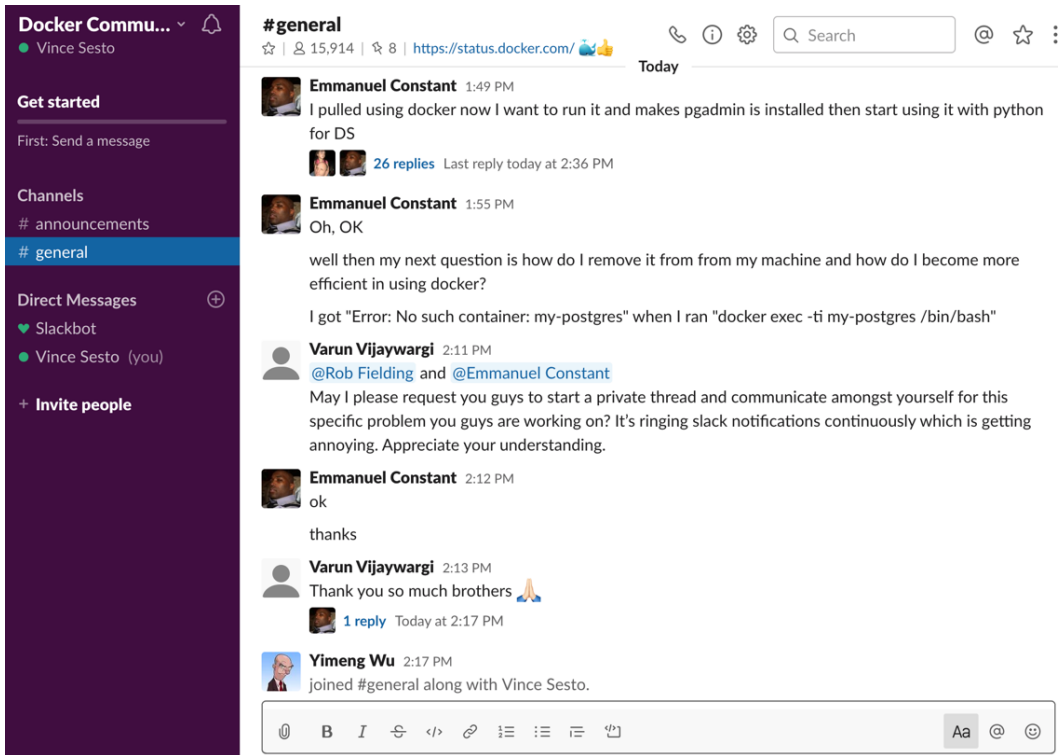 Docker Commu...
Vince Sesto
Get started
First: Send a message
Channels
# announcements
# general
Direct Messages
Slackbot
Vince Sesto (you)
+ Invite people
#general
15,914 | 8 | https://status.docker.com/
Search
Today
Emmanuel Constant 1:49 PM
I pulled using docker now I want to run it and makes pgadmin is installed then start using it with python
for DS
26 replies Last reply today at 2:36 PM
Emmanuel Constant 1:55 PM
Oh, OK
well then my next question is how do I remove it from from my machine and how do I become more
efficient in using docker?
I got "Error: No such container: my-postgres" when I ran "docker exec -ti my-postgres /bin/bash"
Varun Vijaywargi 2:11 PM
@Rob Fielding and @Emmanuel Constant
May I please request you guys to start a private thread and communicate amongst yourself for this
specific problem you guys are working on? It’s ringing slack notifications continuously which is getting
annoying. Appreciate your understanding.
Emmanuel Constant 2:12 PM
ok
thanks
Varun Vijaywargi 2:13 PM
Thank you so much brothers 🙏🏻
1 reply Today at 2:17 PM
Yimeng Wu 2:17 PM
joined #general along with Vince Sesto.
B I S </> Aa @